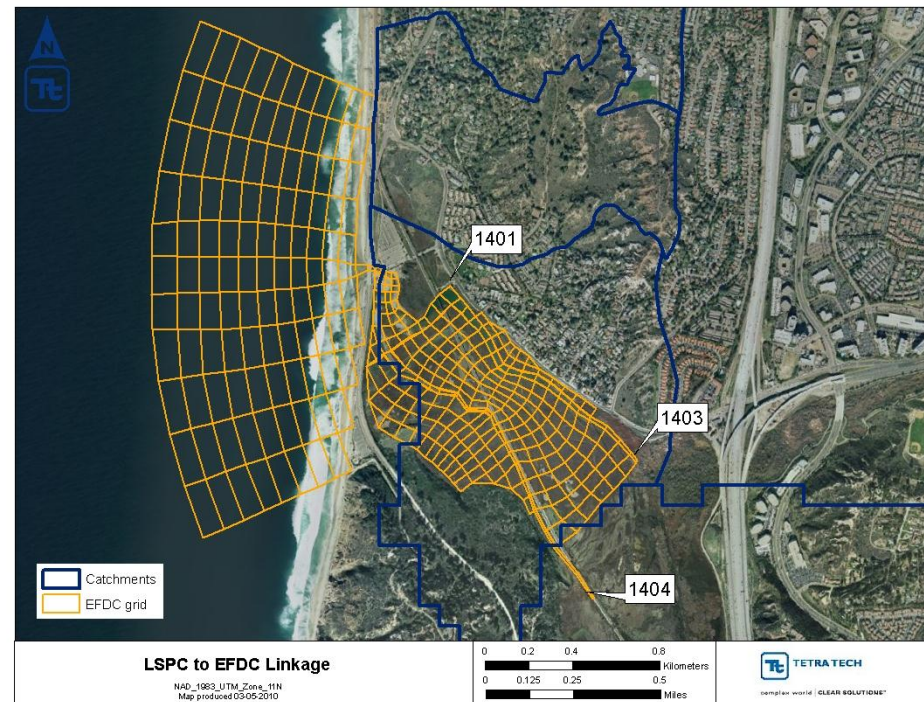 N
Tt
1401
1403
1404
Catchments
EFDC grid
LSPC to EFDC Linkage
NAD_1983_UTM_Zone_11N
Map produced 03-05-2010
0 0.2 0.4 0.8
Kilometers
0 0.125 0.25 0.5
Miles
Tt TETRA TECH
complex world | CLEAR SOLUTIONS™